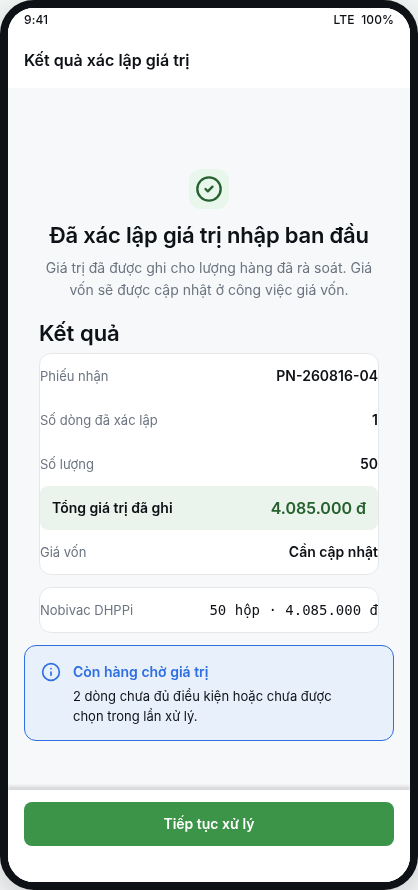 9:41
LTE 100%
Kết quả xác lập giá trị
Đã xác lập giá trị nhập ban đầu
Giá trị đã được ghi cho lượng hàng đã rà soát. Giá
vốn sẽ được cập nhật ở công việc giá vốn.
Kết quả
Phiếu nhận PN-260816-04
Số dòng đã xác lập 1
Số lượng 50
Tổng giá trị đã ghi 4.085.000 đ
Giá vốn Cần cập nhật
Nobivac DHPPi 50 hộp · 4.085.000 đ
Còn hàng chờ giá trị
2 dòng chưa đủ điều kiện hoặc chưa được
chọn trong lần xử lý.
Tiếp tục xử lý